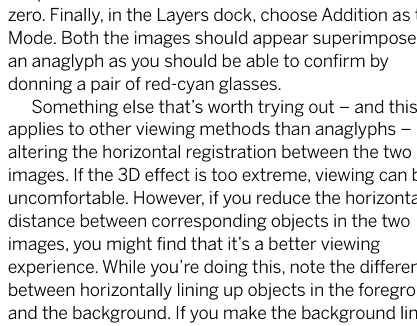 zero. Finally, in the Layers dock, choose Addition as
Mode. Both the images should appear
an anaglyph as you should be able to confirm by
donning a pair of red-cyan glasses.
Something else that's worth trying out – and this
applies to other viewing methods than anaglyphs –
altering the horizontal registration between the two
images. If the 3D effect is too extreme, viewing can
uncomfortable. However, if you reduce the
distance between corresponding objects in the two
images, you might find that it's a better viewing
experience. While you're doing this, note the
between horizontally lining up objects in the
and the background. If you make the background